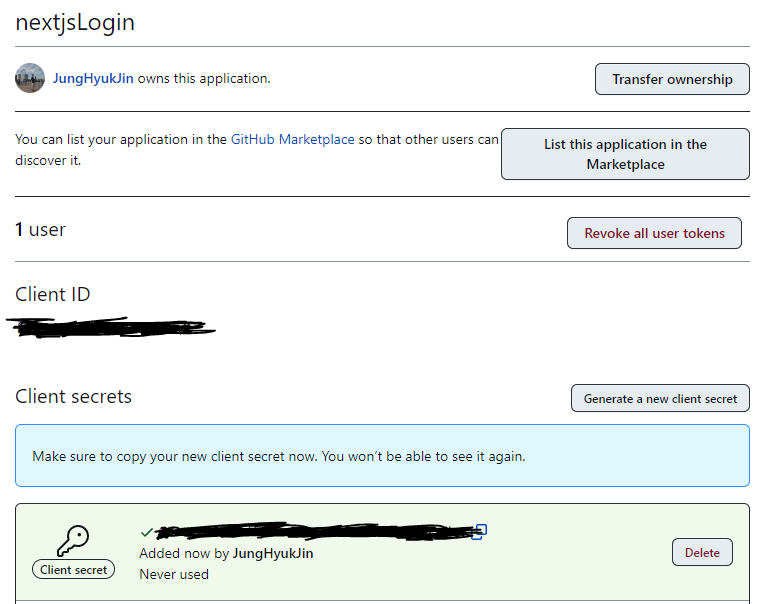 nextjsLogin
JungHyukJin owns this application.
Transfer ownership
You can list your application in the GitHub Marketplace so that other users can
discover it.
List this application in the
Marketplace
1 user
Revoke all user tokens
Client ID
Client secrets
Generate a new client secret
Make sure to copy your new client secret now. You won't be able to see it again.
Client secret
Added now by JungHyukJin
Never used
Delete